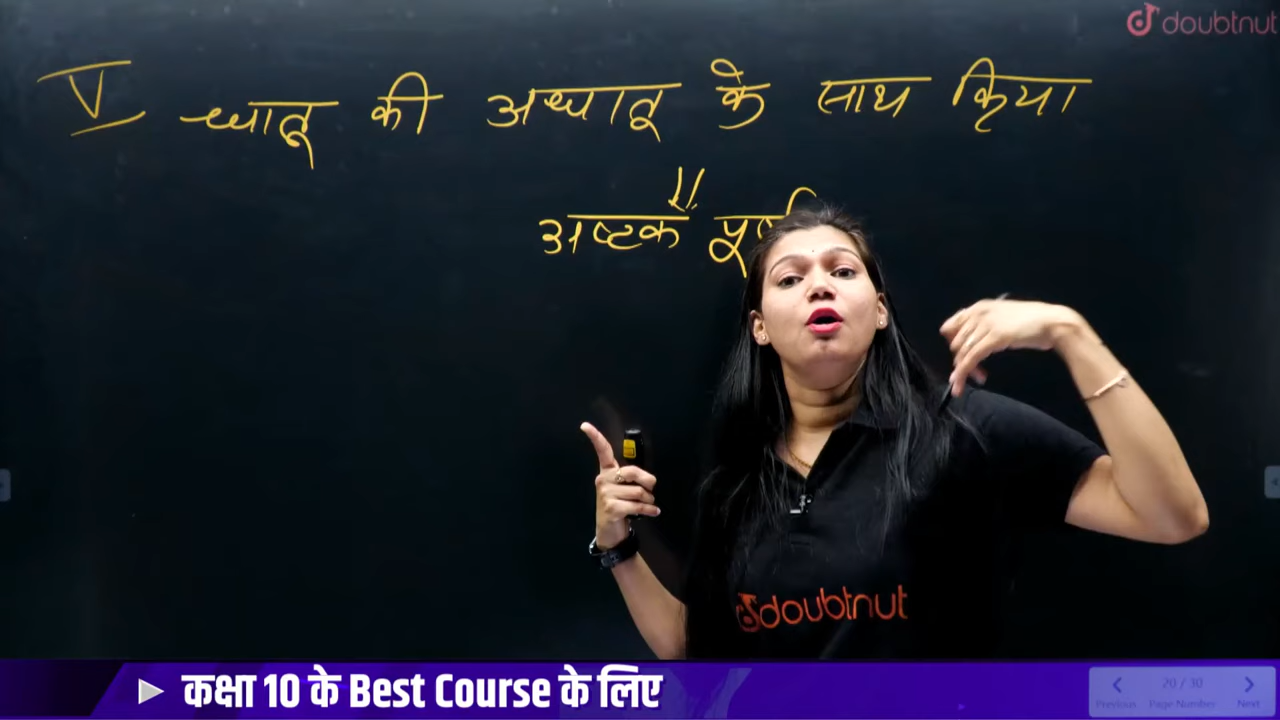 doubtnut
V धातु की अधातु के साथ क्रिया
अष्टक
doubtnut
कक्षा 10 के Best Course के लिए
20 / 30
Previous Page Number Next